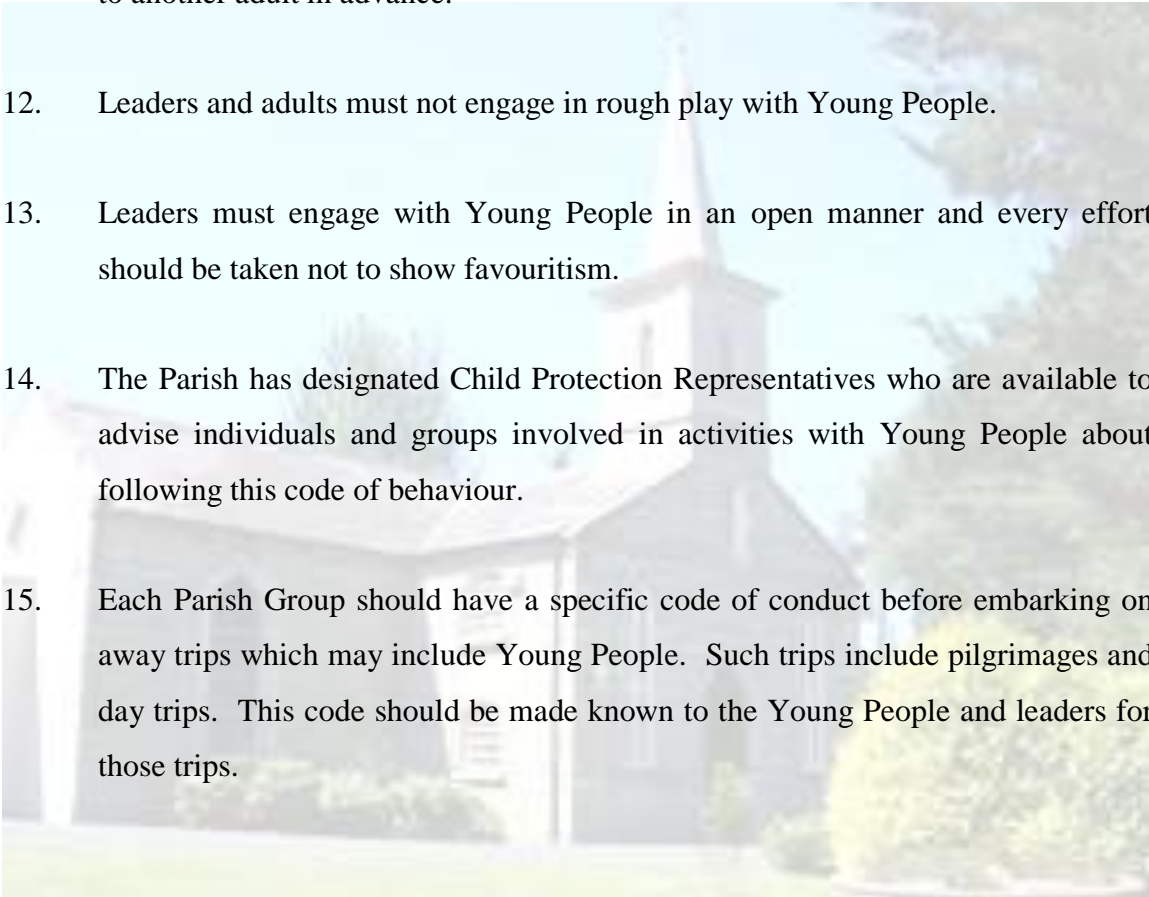 to another adult in advance.
12. Leaders and adults must not engage in rough play with Young People.
13. Leaders must engage with Young People in an open manner and every effort
should be taken not to show favouritism.
14. The Parish has designated Child Protection Representatives who are available to
advise individuals and groups involved in activities with Young People about
following this code of behaviour.
15. Each Parish Group should have a specific code of conduct before embarking on
away trips which may include Young People. Such trips include pilgrimages and
day trips. This code should be made known to the Young People and leaders for
those trips.